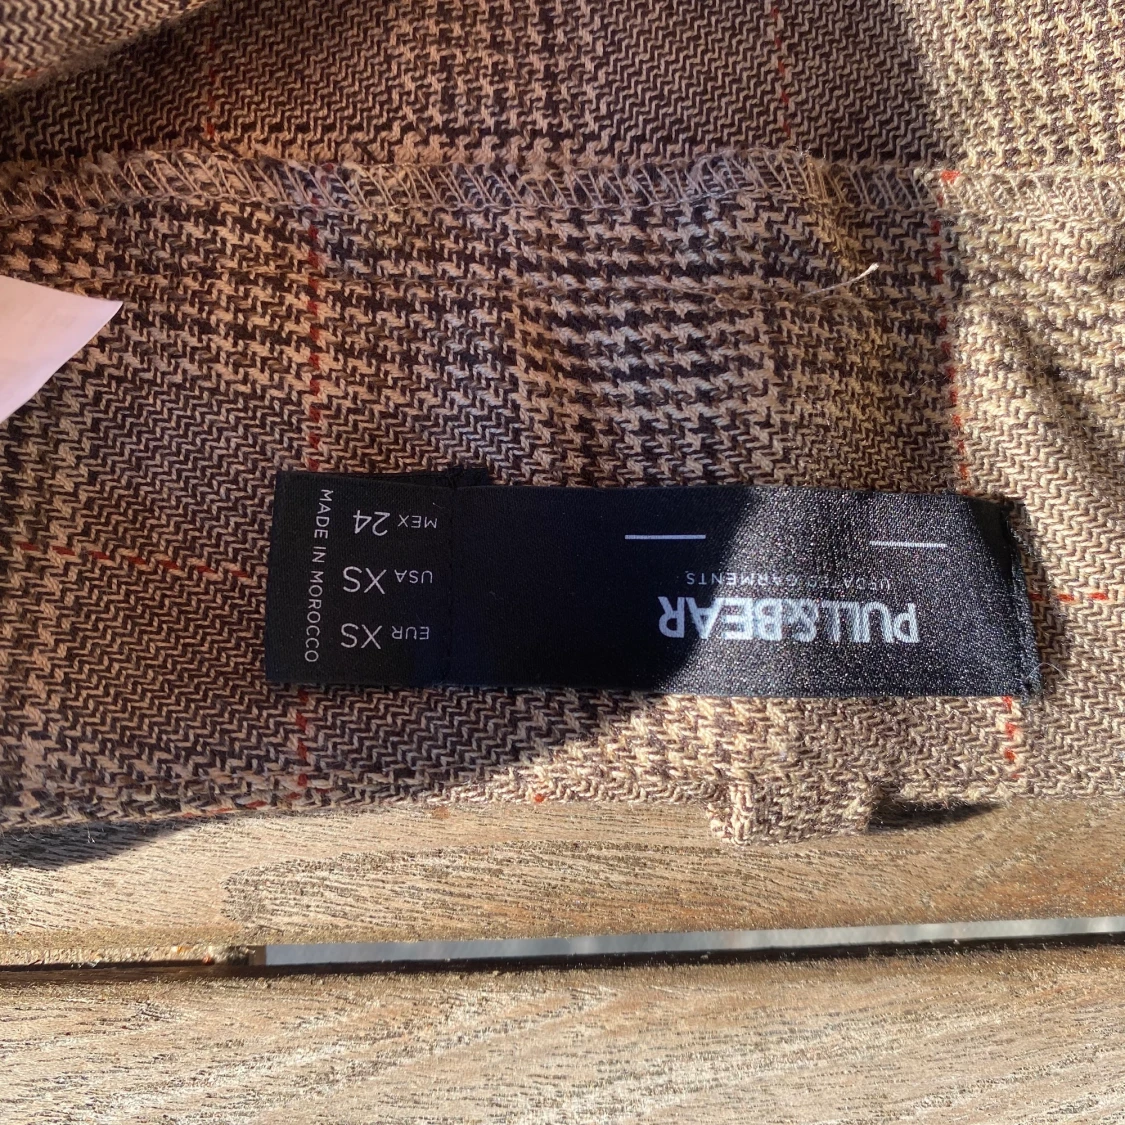 PULL&BEAR
UPDATED GARMENTS
EUR XS
USA XS
MEX 24
MADE IN MOROCCO